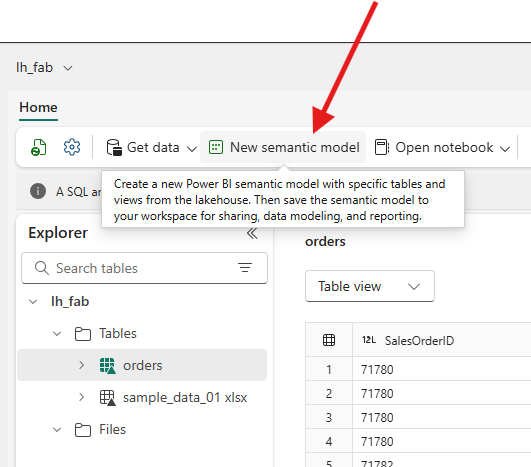 lh_fab
Home
Get data
New semantic model
Open notebook
A SQL an
Create a new Power BI semantic model with specific tables and
views from the lakehouse. Then save the semantic model to
your workspace for sharing, data modeling, and reporting.
Explorer
Search tables
lh_fab
Tables
orders
sample_data_01 xlsx
Files
orders
Table view
12L SalesOrderID
1 71780
2 71780
3 71780
4 71780
5 71782